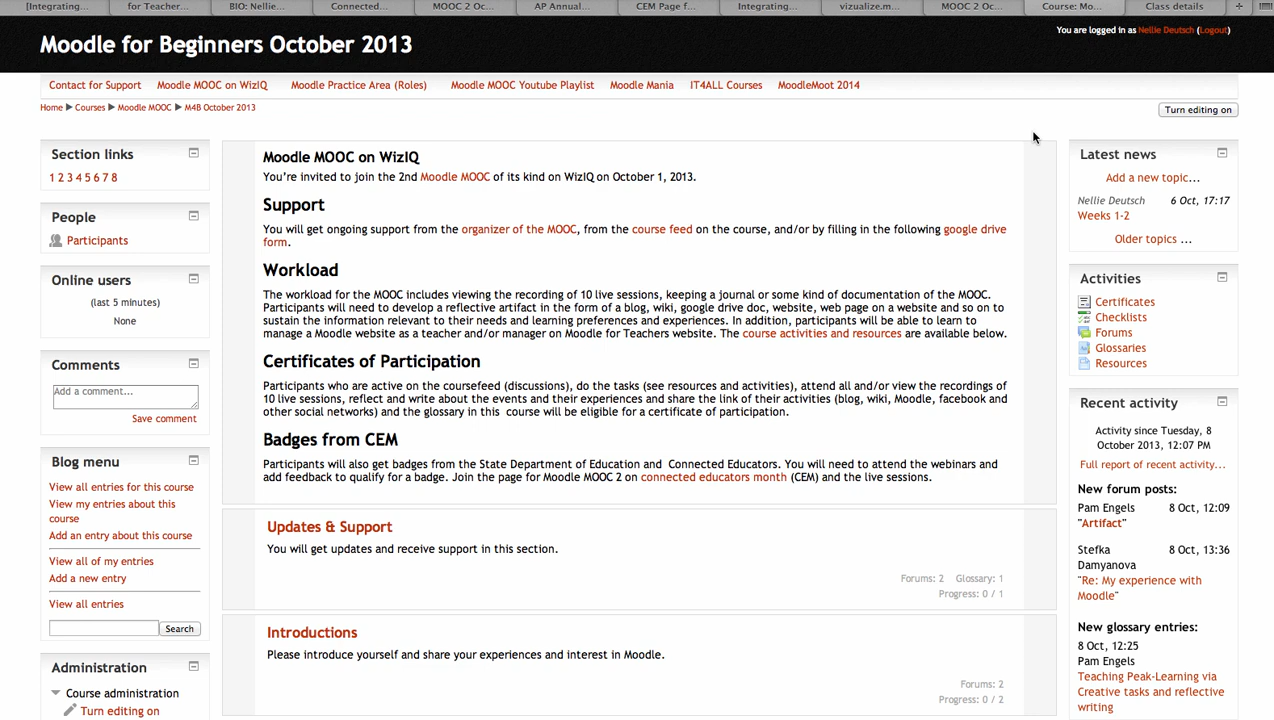 [Integrating...
for Teacher...
BIO: Nellie...
Connected...
MOOC 2 Oc...
AP Annual...
CEM Page f...
Integrating...
vizualize.m...
MOOC 2 Oc...
Course: Mo...
Class details
Moodle for Beginners October 2013
You are logged in as Nellie Deutsch (Logout)
Contact for Support
Moodle MOOC on WizIQ
Moodle Practice Area (Roles)
Moodle MOOC Youtube Playlist
Moodle Mania
IT4ALL Courses
MoodleMoot 2014
Home ▶ Courses ▶ Moodle MOOC ▶ M4B October 2013
Turn editing on
Section links
1 2 3 4 5 6 7 8
People
Participants
Online users
(last 5 minutes)
None
Comments
Add a comment...
Save comment
Blog menu
View all entries for this course
View my entries about this
course
Add an entry about this course
View all of my entries
Add a new entry
View all entries
Search
Administration
Course administration
Turn editing on
Moodle MOOC on WizIQ
You're invited to join the 2nd Moodle MOOC of its kind on WizIQ on October 1, 2013.
Support
You will get ongoing support from the organizer of the MOOC, from the course feed on the course, and/or by filling in the following google drive
form.
Workload
The workload for the MOOC includes viewing the recording of 10 live sessions, keeping a journal or some kind of documentation of the MOOC.
Participants will need to develop a reflective artifact in the form of a blog, wiki, google drive doc, website, web page on a website and so on to
sustain the information relevant to their needs and learning preferences and experiences. In addition, participants will be able to learn to
manage a Moodle website as a teacher and/or manager on Moodle for Teachers website. The course activities and resources are available below.
Certificates of Participation
Participants who are active on the coursefeed (discussions), do the tasks (see resources and activities), attend all and/or view the recordings of
10 live sessions, reflect and write about the events and their experiences and share the link of their activities (blog, wiki, Moodle, facebook and
other social networks) and the glossary in this course will be eligible for a certificate of participation.
Badges from CEM
Participants will also get badges from the State Department of Education and Connected Educators. You will need to attend the webinars and
add feedback to qualify for a badge. Join the page for Moodle MOOC 2 on connected educators month (CEM) and the live sessions.
Updates & Support
You will get updates and receive support in this section.
Forums: 2 Glossary: 1
Progress: 0 / 1
Introductions
Please introduce yourself and share your experiences and interest in Moodle.
Forums: 2
Progress: 0 / 2
Latest news
Add a new topic...
Nellie Deutsch 6 Oct, 17:17
Weeks 1-2
Older topics ...
Activities
Certificates
Checklists
Forums
Glossaries
Resources
Recent activity
Activity since Tuesday, 8
October 2013, 12:07 PM
Full report of recent activity...
New forum posts:
Pam Engels 8 Oct, 12:09
"Artifact"
Stefka 8 Oct, 13:36
Damyanova
"Re: My experience with
Moodle"
New glossary entries:
8 Oct, 12:25
Pam Engels
Teaching Peak-Learning via
Creative tasks and reflective
writing